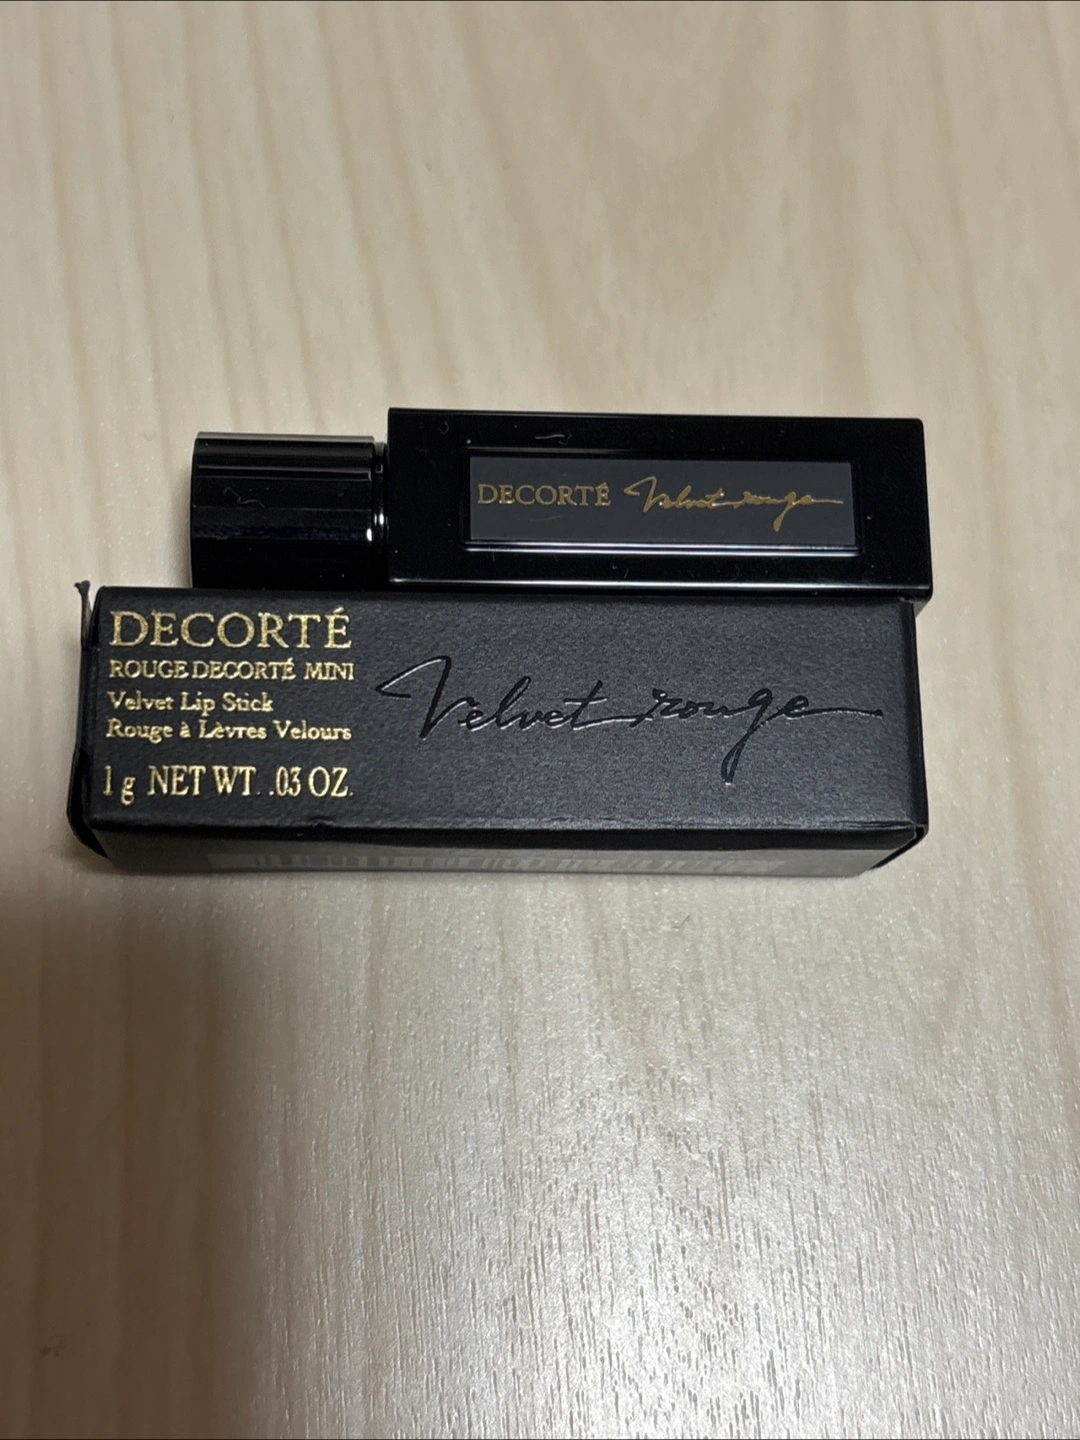 DECORTÉ Velvet rouge
DECORTÉ
ROUGE DECORTÉ MINI
Velvet Lip Stick
Rouge à Lèvres Velours
1 g NET WT. .03 OZ.
Velvet rouge